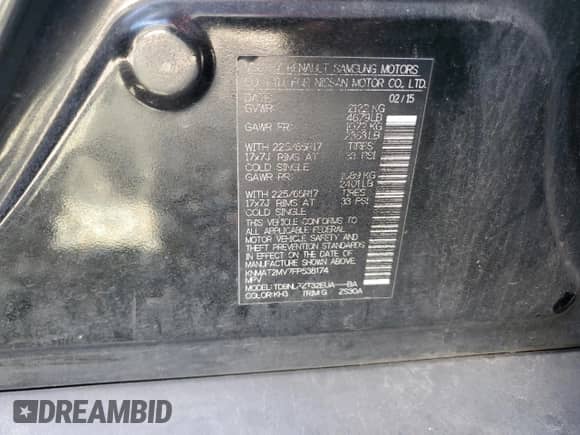 RENAULT SAMSUNG MOTORS
FOR NISSAN MOTOR CO., LTD.
DATE: 02/15
GVWR: 2122 KG
4679LB
GAWR FR: 1072 KG
2363LB
WITH 225/65R17 TIRES
17x7J RIMS AT 33 PSI
COLD SINGLE
GAWR RR: 1089 KG
2401LB
WITH 225/65R17 TIRES
17x7J RIMS AT 33 PSI
COLD SINGLE
THIS VEHICLE CONFORMS TO
ALL APPLICABLE FEDERAL
MOTOR VEHICLE SAFETY AND
THEFT PREVENTION STANDARDS
IN EFFECT ON THE DATE OF
MANUFACTURE SHOWN ABOVE.
KNMAT2MV7FP538174
MPV
MODEL: BA
COLOR:KH3 TRIM:G ZS30A
DREAMBID